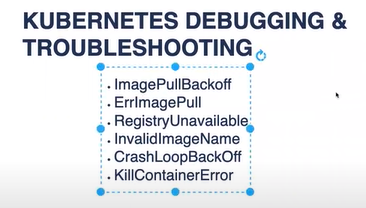 KUBERNETES DEBUGGING &
TROUBLESHOOTING
• ImagePullBackoff
• ErrImagePull
• RegistryUnavailable
• InvalidImageName
• CrashLoopBackOff
• KillContainerError